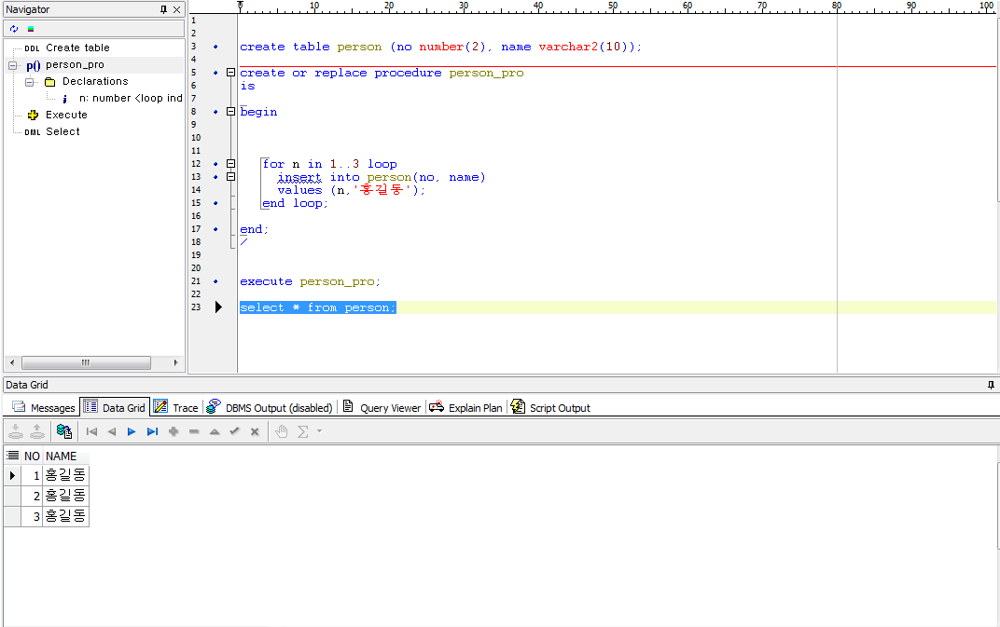 Navigator
DDL Create table
p() person_pro
Declarations
i n: number <loop ind
Execute
DML Select
0 10 20 30 40 50 60 70 80 90 100
1
2
3 create table person (no number(2), name varchar2(10));
4
5 create or replace procedure person_pro
6 is
7
8 begin
9
10
11
12 for n in 1..3 loop
13 insert into person(no, name)
14 values (n,'홍길동');
15 end loop;
16
17 end;
18 /
19
20
21 execute person_pro;
22
23 select * from person;
Data Grid
Messages Data Grid Trace DBMS Output (disabled) Query Viewer Explain Plan Script Output
NO NAME
1 홍길동
2 홍길동
3 홍길동